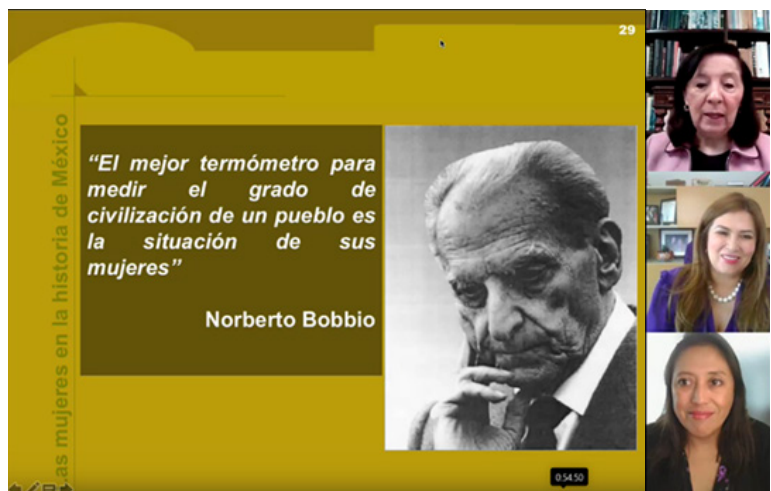 29
“El mejor termómetro para
medir el grado de
civilización de un pueblo es
la situación de sus
mujeres”
Norberto Bobbio
as mujeres en la historia de México
0:54:50